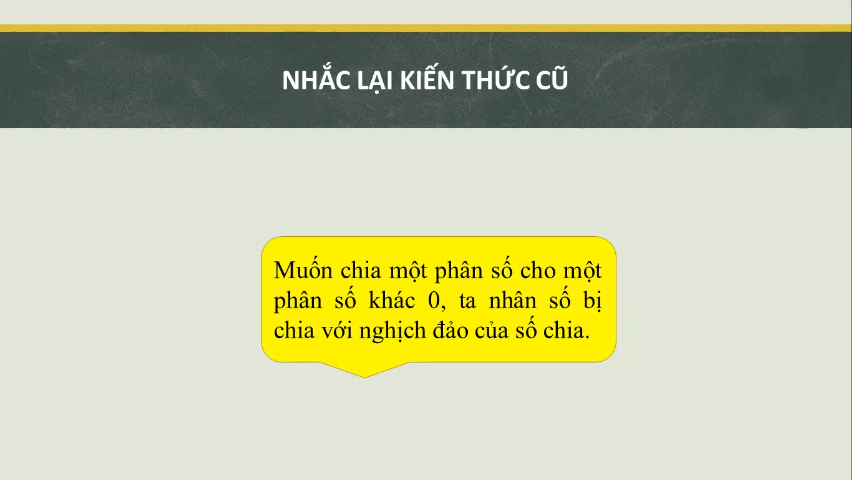 NHẮC LẠI KIẾN THỨC CŨ
Muốn chia một phân số cho một
phân số khác 0, ta nhân số bị
chia với nghịch đảo của số chia.